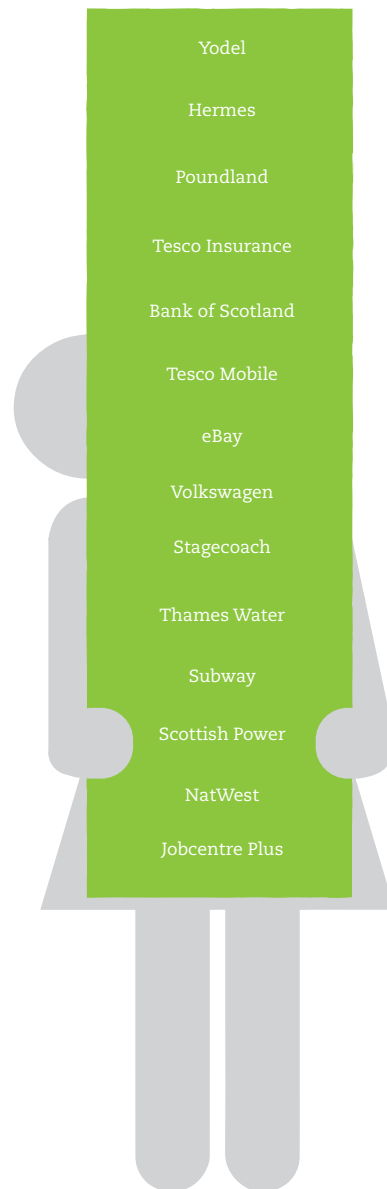 Yodel
Hermes
Poundland
Tesco Insurance
Bank of Scotland
Tesco Mobile
eBay
Volkswagen
Stagecoach
Thames Water
Subway
Scottish Power
NatWest
Jobcentre Plus